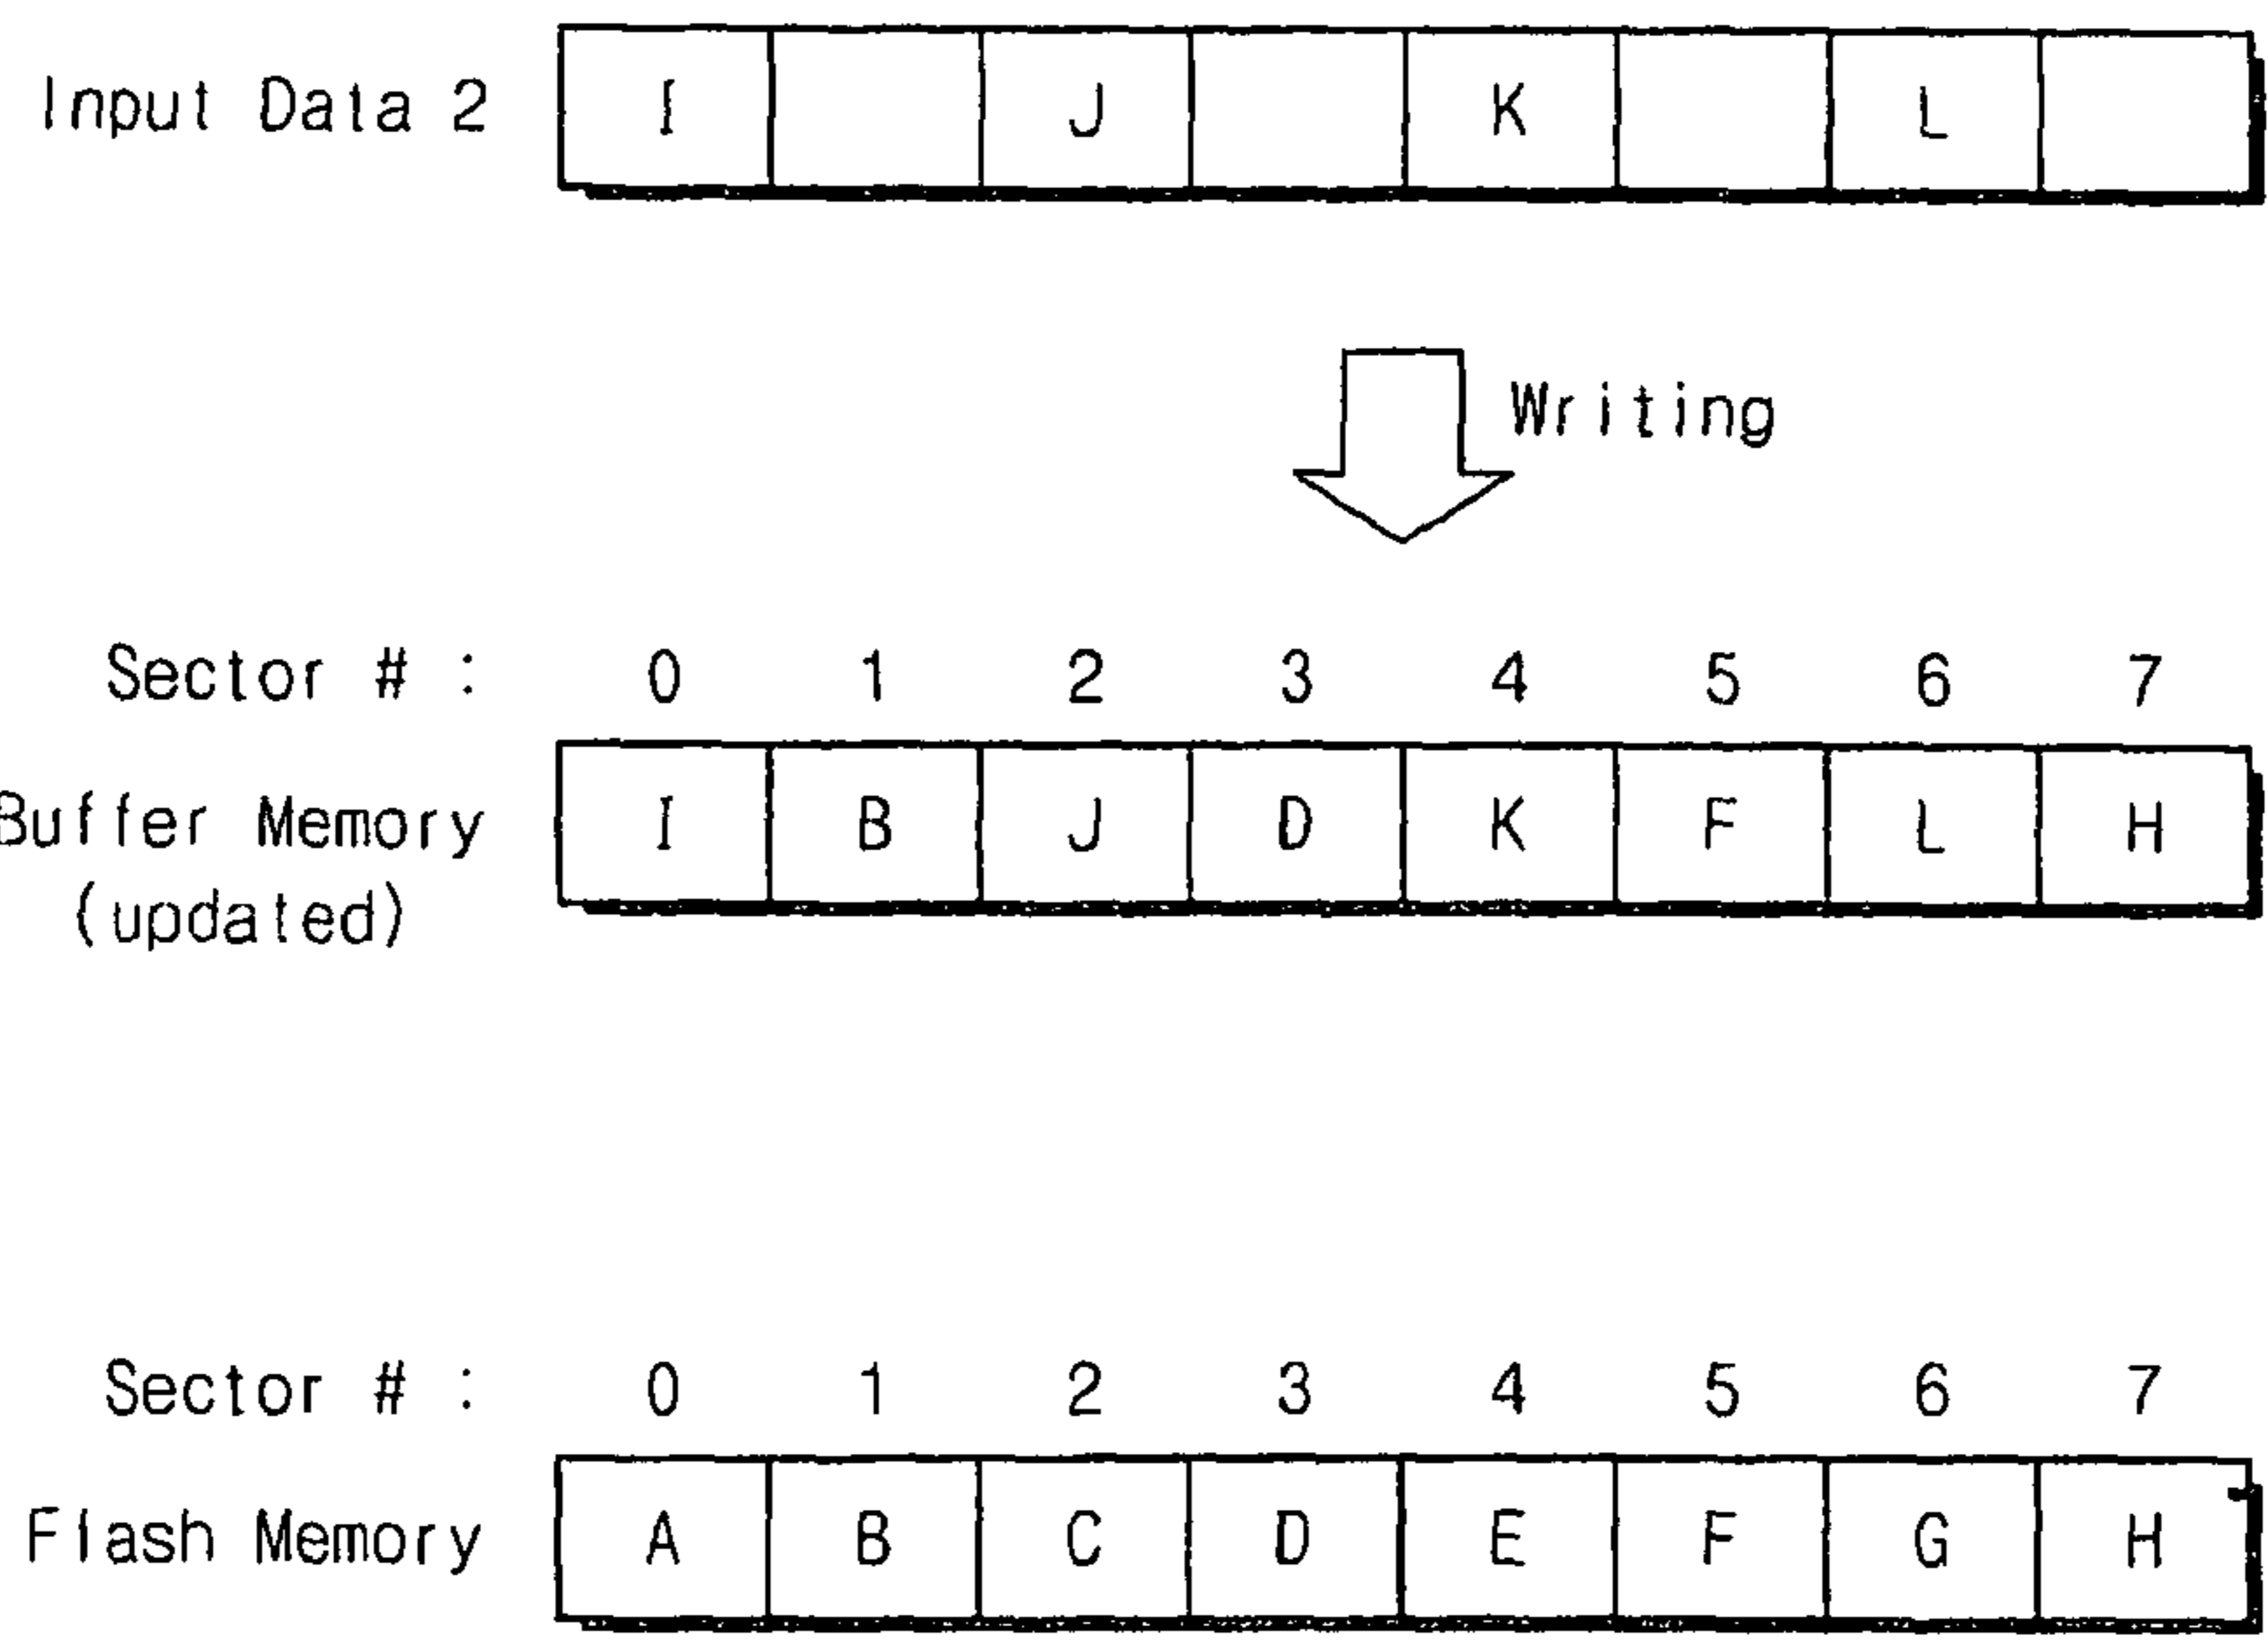 Input Data 2 I J K L
Writing
Sector # : 0 1 2 3 4 5 6 7
Buffer Memory I B J D K F L H
(updated)
Sector # : 0 1 2 3 4 5 6 7
Flash Memory A B C D E F G H